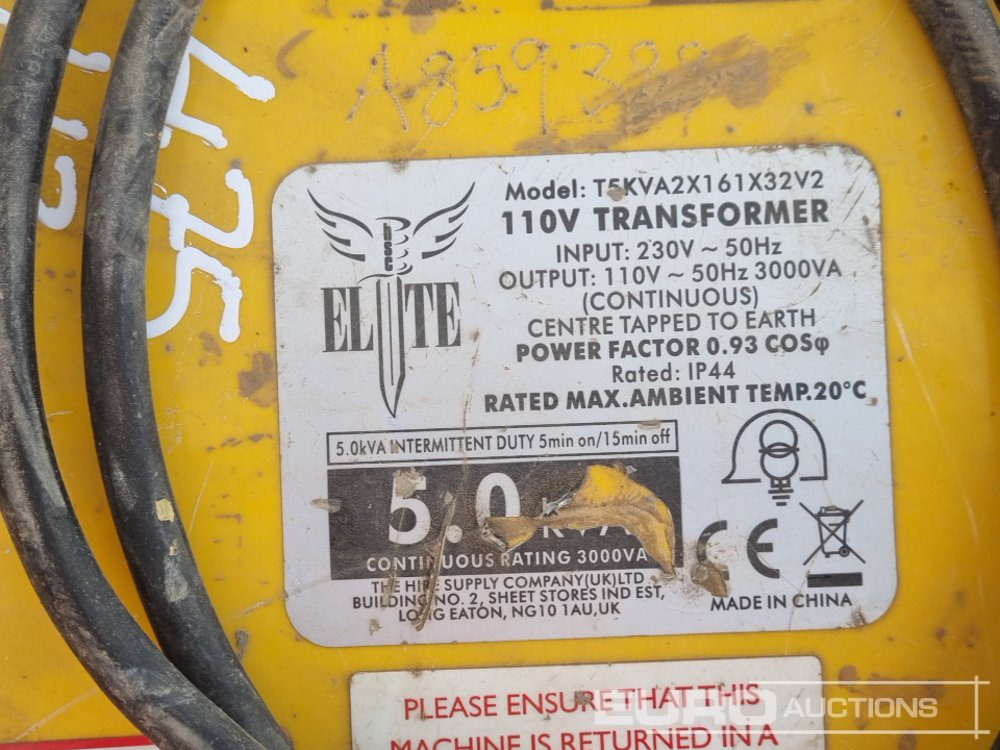 A859399
Model: T5KVA2X161X32V2
110V TRANSFORMER
INPUT: 230V ~ 50Hz
OUTPUT: 110V ~ 50Hz 3000VA
(CONTINUOUS)
CENTRE TAPPED TO EARTH
POWER FACTOR 0.93 COSφ
Rated: IP44
RATED MAX.AMBIENT TEMP.20°C
hsc
ELITE
5.0kVA INTERMITTENT DUTY 5min on/15min off
5.0 kVA
CONTINUOUS RATING 3000VA
THE HIRE SUPPLY COMPANY(UK)LTD
BUILDING NO. 2, SHEET STORES IND EST,
LONG EATON, NG10 1AU,UK
CE
MADE IN CHINA
PLEASE ENSURE THAT THIS
MACHINE IS RETURNED IN A
EURO AUCTIONS